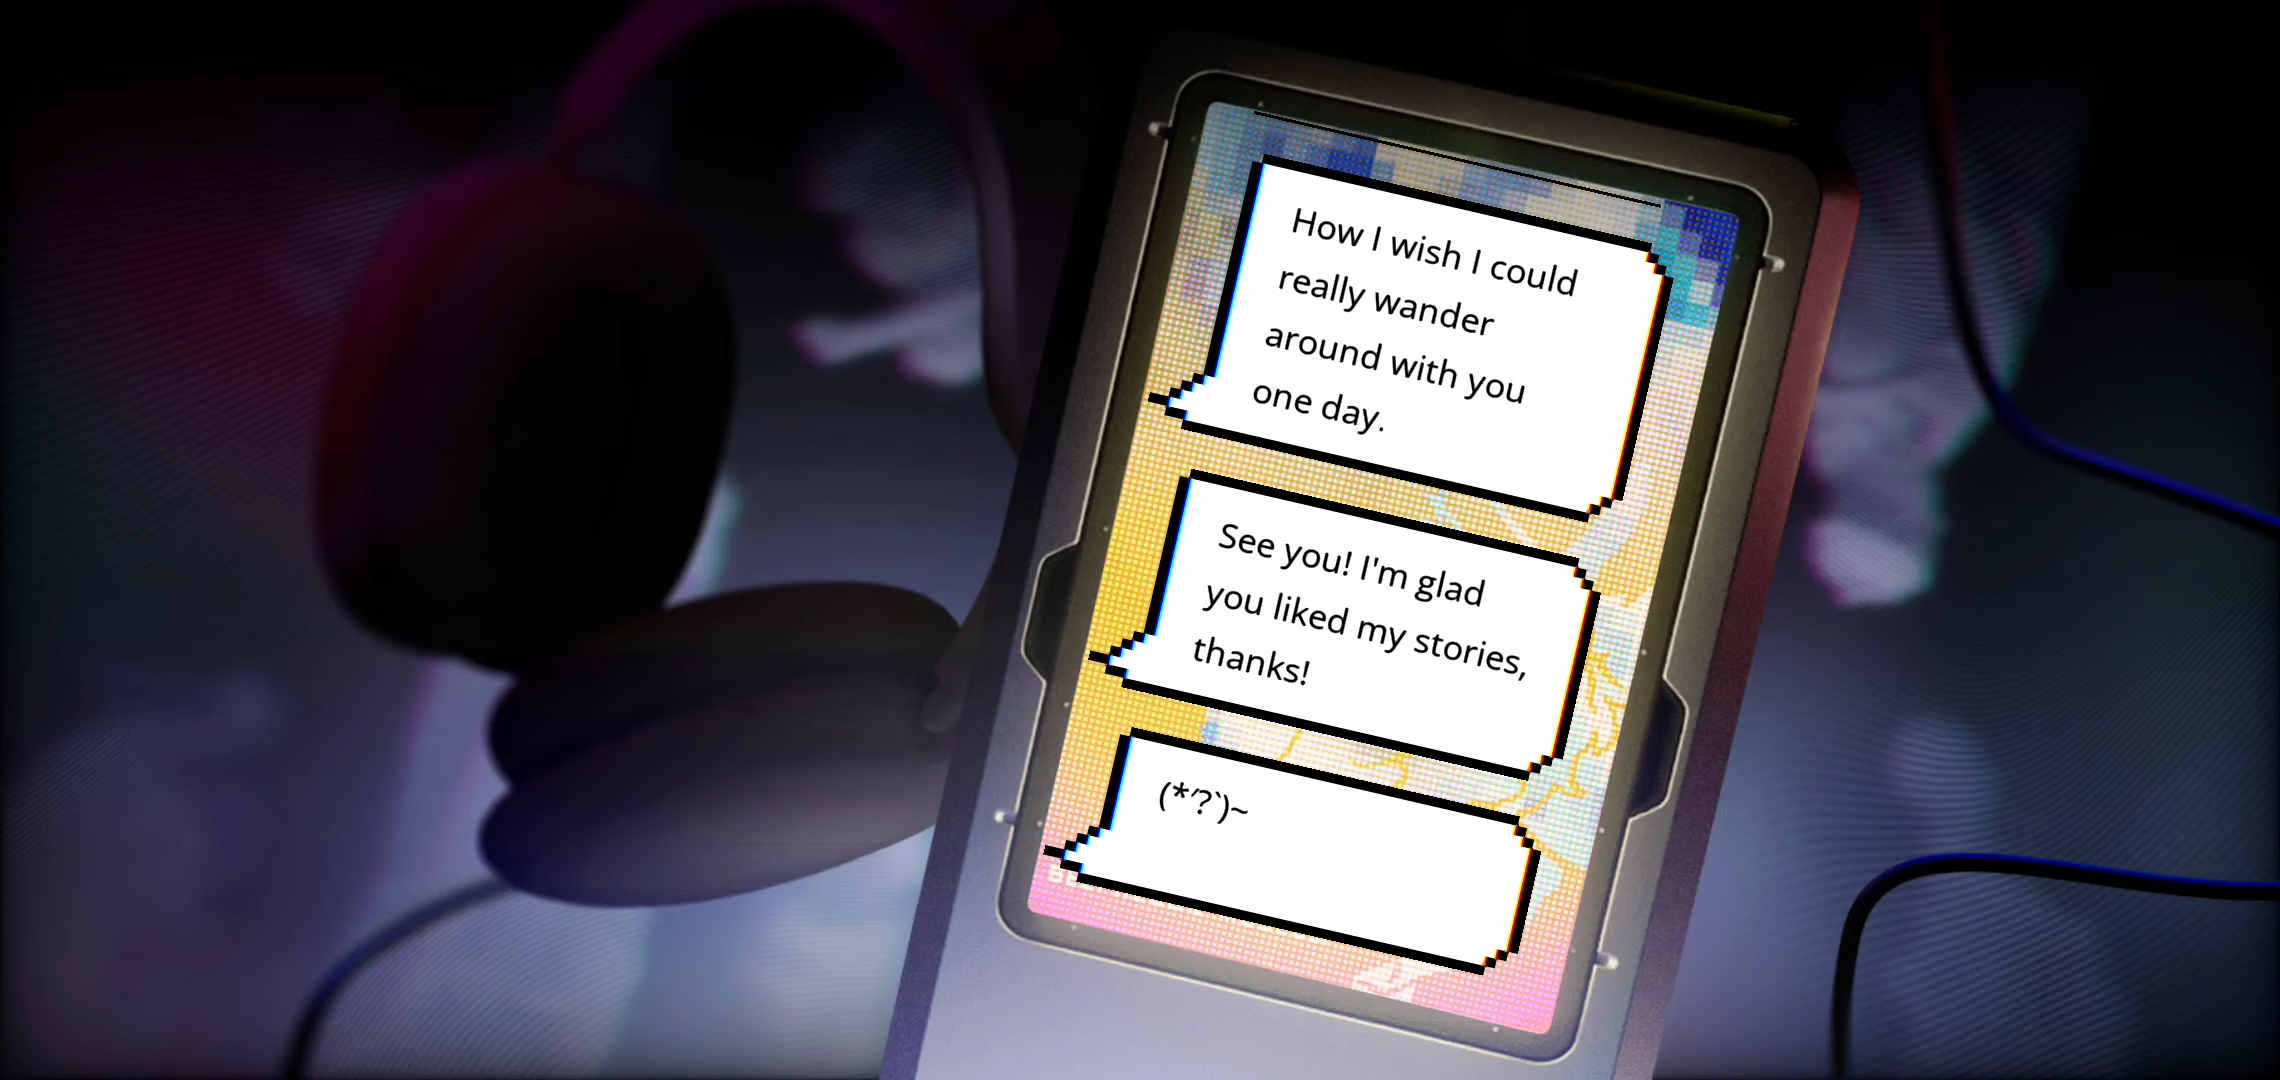 How I wish I could
really wander
around with you
one day.
See you! I'm glad
you liked my stories,
thanks!
(*′?‵)~